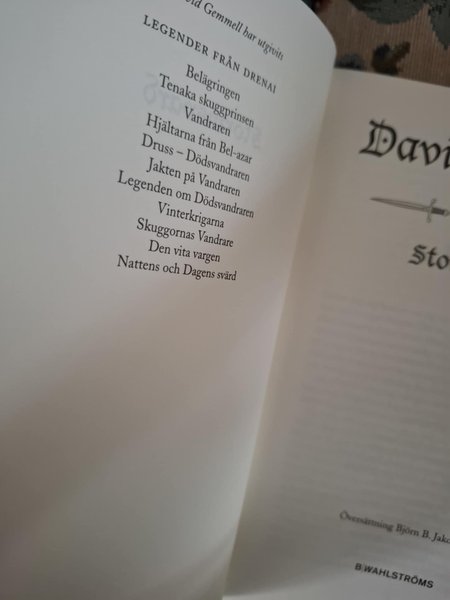 Gemmell har utgivits
LEGENDER FRÅN DRENAI
Belägringen
Tenaka skuggprinsen
Vandraren
Hjältarna från Bel-azar
Druss – Dödsvandraren
Jakten på Vandraren
Legenden om Dödsvandraren
Vinterkrigarna
Skuggornas Vandrare
Den vita vargen
Nattens och Dagens svärd
Davi
Sto
Översättning Björn B. Jako
B.WAHLSTRÖMS